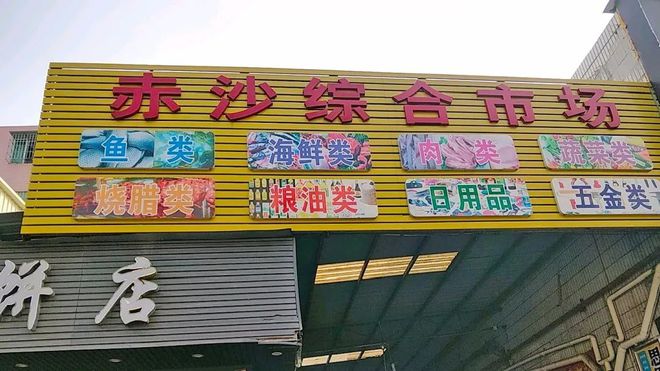 赤沙综合市场
鱼类 海鲜类 肉类 蔬菜类
烧腊类 粮油类 日用品 五金类
饼店
思